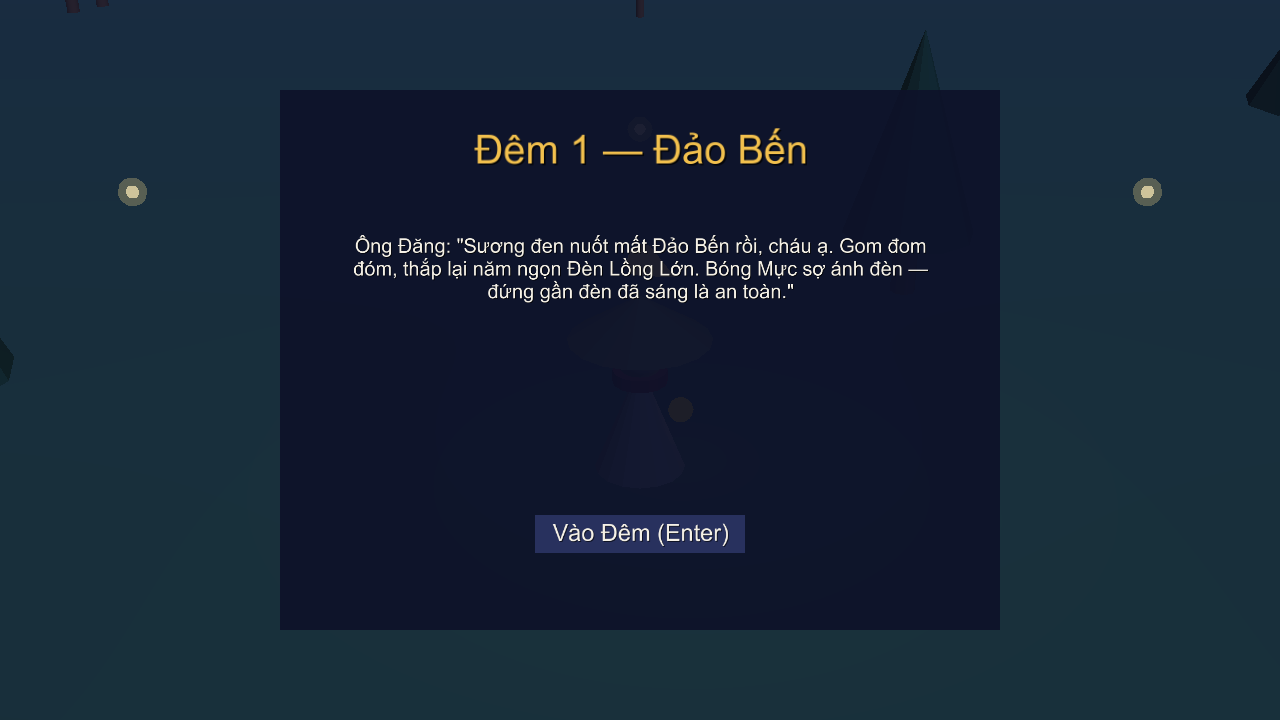 Đêm 1 — Đảo Bến
Ông Đăng: "Sương đen nuốt mất Đảo Bến rồi, cháu ạ. Gom đom
đóm, thắp lại năm ngọn Đèn Lồng Lớn. Bóng Mực sợ ánh đèn —
đứng gần đèn đã sáng là an toàn."
Vào Đêm (Enter)